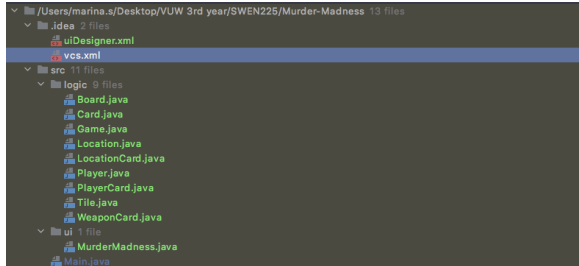 /Users/marina.s/Desktop/VUW 3rd year/SWEN225/Murder-Madness 13 files
.idea 2 files
uiDesigner.xml
vcs.xml
src 11 files
logic 9 files
Board.java
Card.java
Game.java
Location.java
LocationCard.java
Player.java
PlayerCard.java
Tile.java
WeaponCard.java
ui 1 file
MurderMadness.java
Main.java